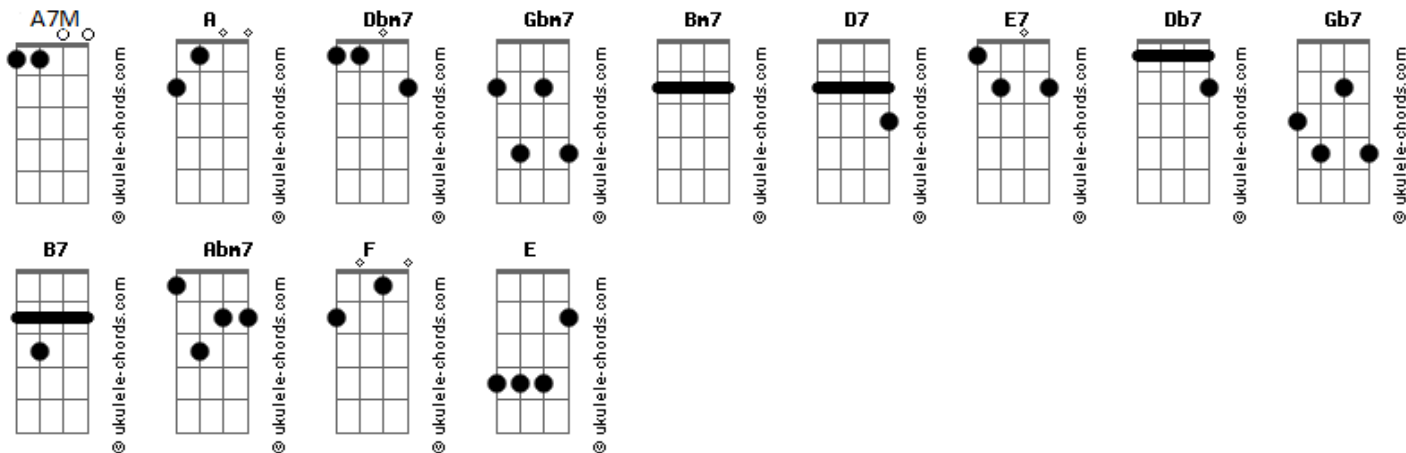 A7M A Dbm7 Gbm7 Bm7 D7 E7 Db7 Gb7
© ukulele-chords.com © ukulele-chords.com © ukulele-chords.com © ukulele-chords.com © ukulele-chords.com © ukulele-chords.com © ukulele-chords.com © ukulele-chords.com © ukulele-chords.com
B7 Abm7 F E
© ukulele-chords.com © ukulele-chords.com © ukulele-chords.com © ukulele-chords.com